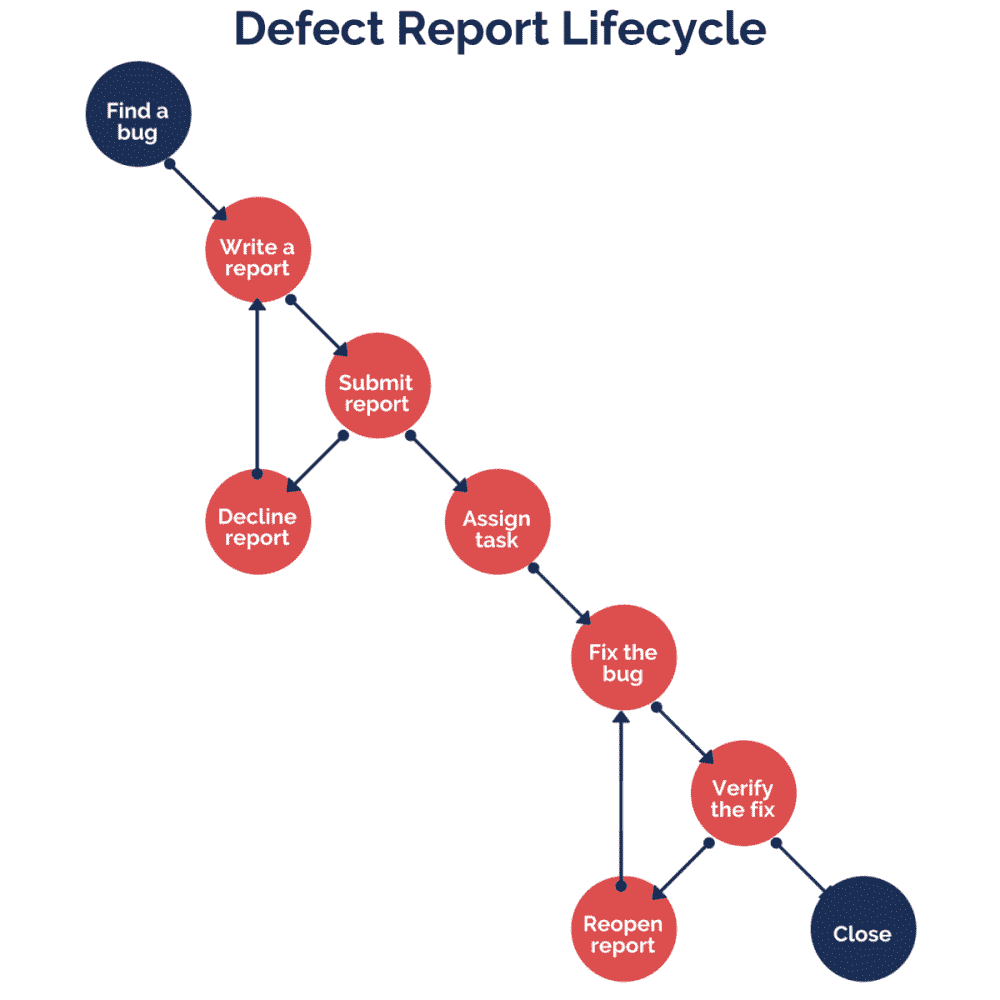 Defect Report Lifecycle
Find a
bug
Write a
report
Submit
report
Decline
report
Assign
task
Fix the
bug
Verify
the fix
Reopen
report
Close